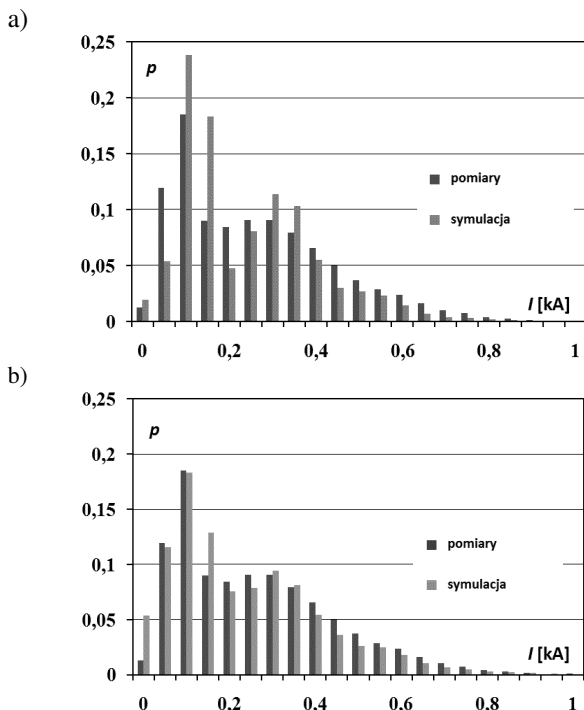 a)
0,25
p
0,2
0,15
pomiary
0,1
symulacja
0,05
I [kA]
0
0 0,2 0,4 0,6 0,8 1
b)
0,25
p
0,2
0,15
pomiary
0,1
symulacja
0,05
I [kA]
0
0 0,2 0,4 0,6 0,8 1